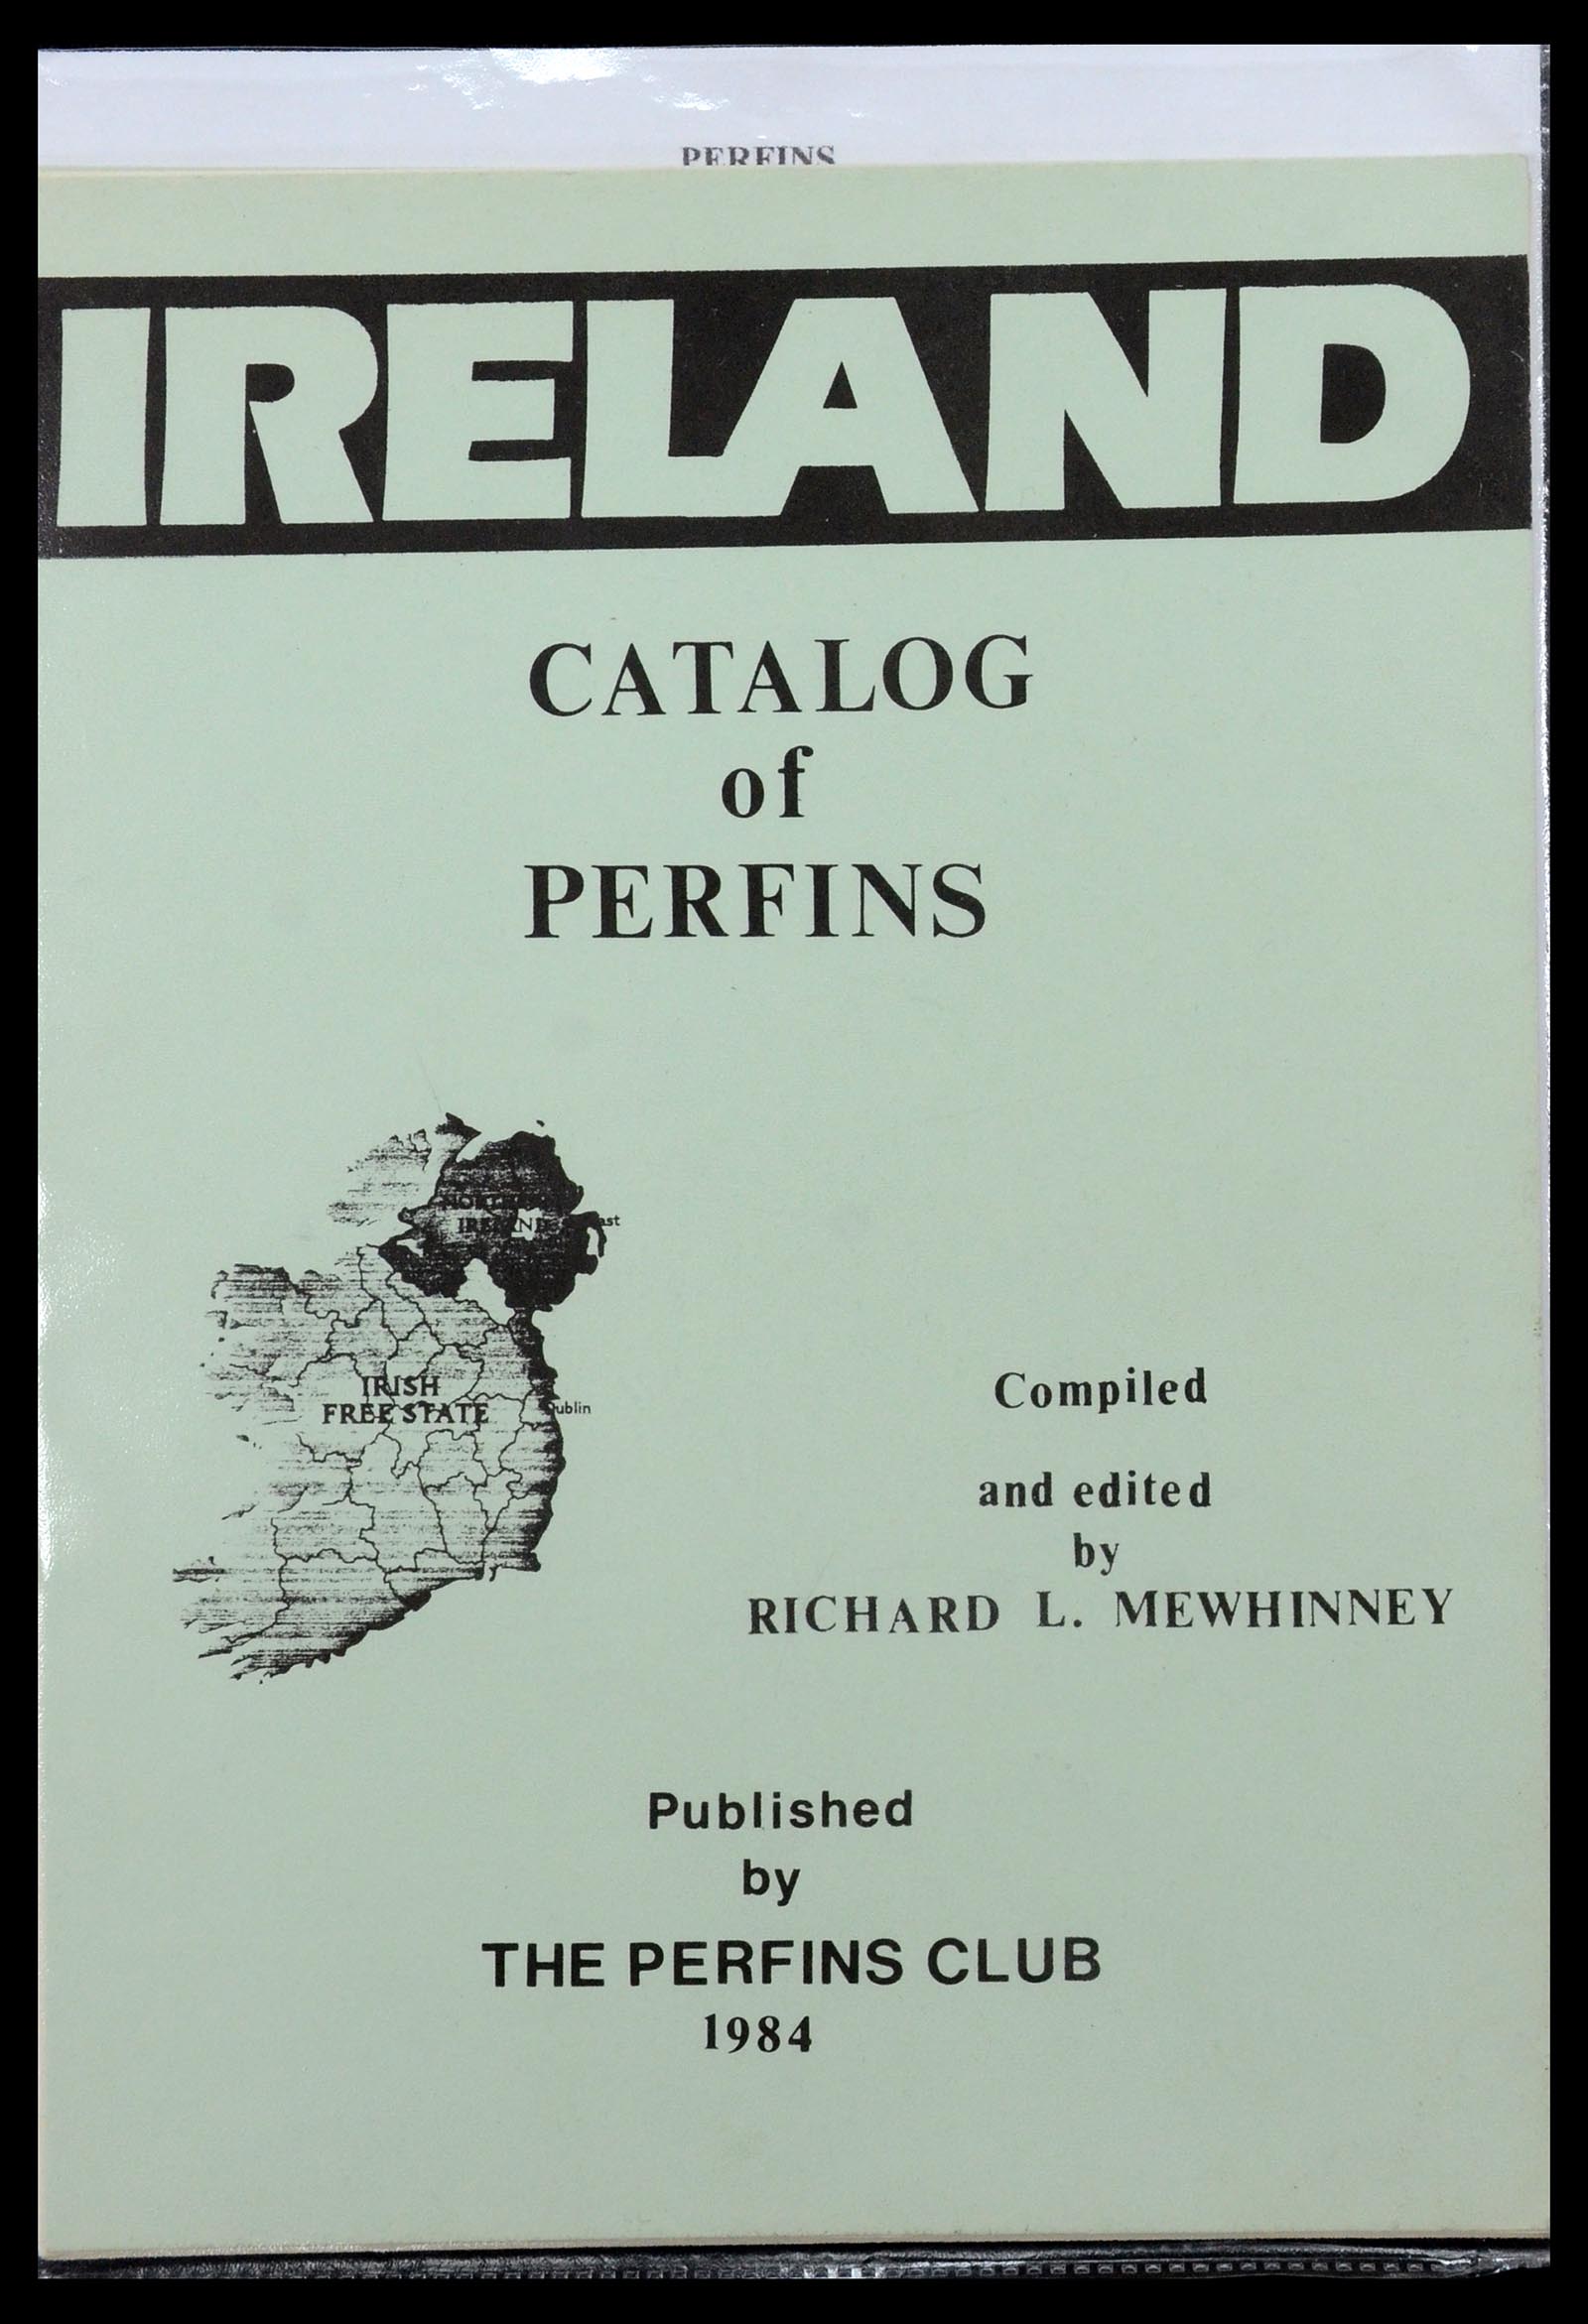 PERFINS
IRELAND
CATALOG
of
PERFINS
NORTHERN
IRELAND
IRISH
FREE STATE
Compiled
and edited
by
RICHARD L. MEWHINNEY
Published
by
THE PERFINS CLUB
1984